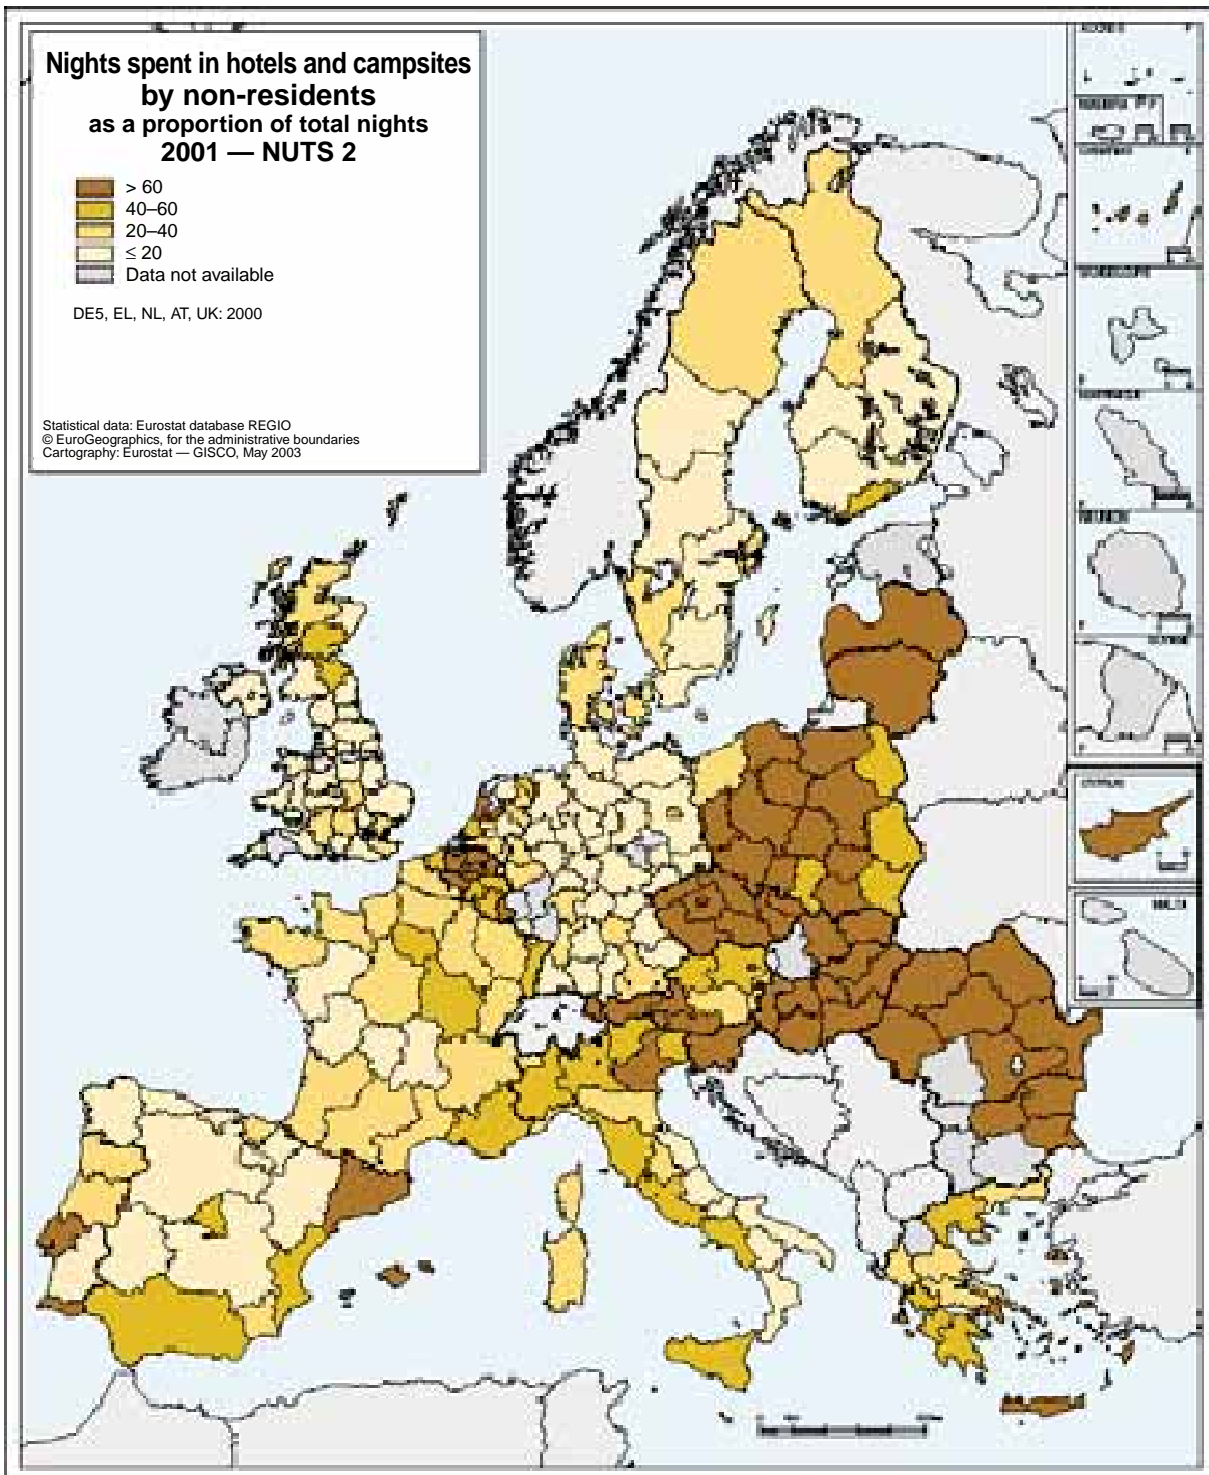 Nights spent in hotels and campsites
by non-residents
as a proportion of total nights
2001 — NUTS 2
> 60
40–60
20–40
≤ 20
Data not available
DE5, EL, NL, AT, UK: 2000
Statistical data: Eurostat database REGIO
© EuroGeographics, for the administrative boundaries
Cartography: Eurostat — GISCO, May 2003